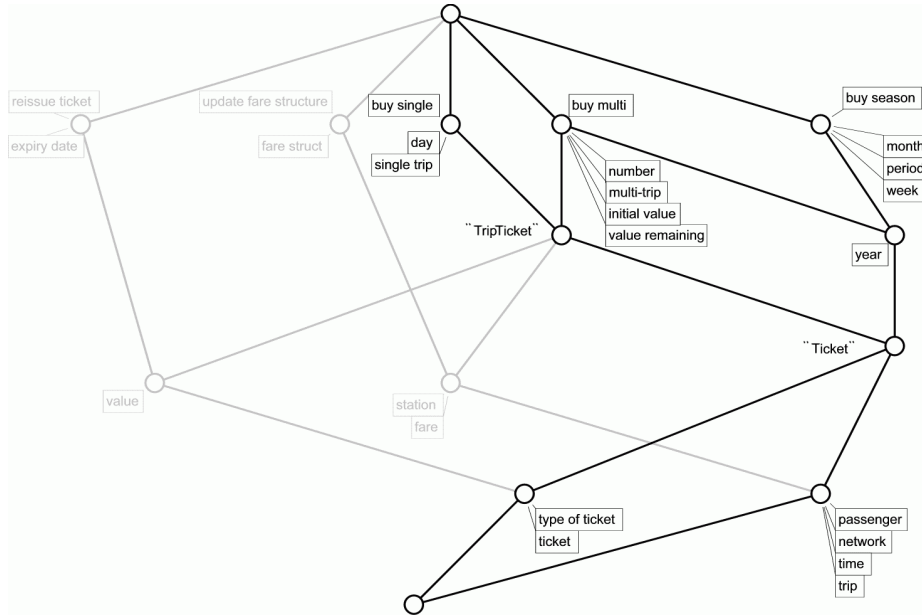 reissue ticket
update fare structure
buy single
buy multi
buy season
expiry date
fare struct
day
single trip
month
period
week
number
multi-trip
initial value
value remaining
``TripTicket``
year
``Ticket``
value
station
fare
type of ticket
ticket
passenger
network
time
trip